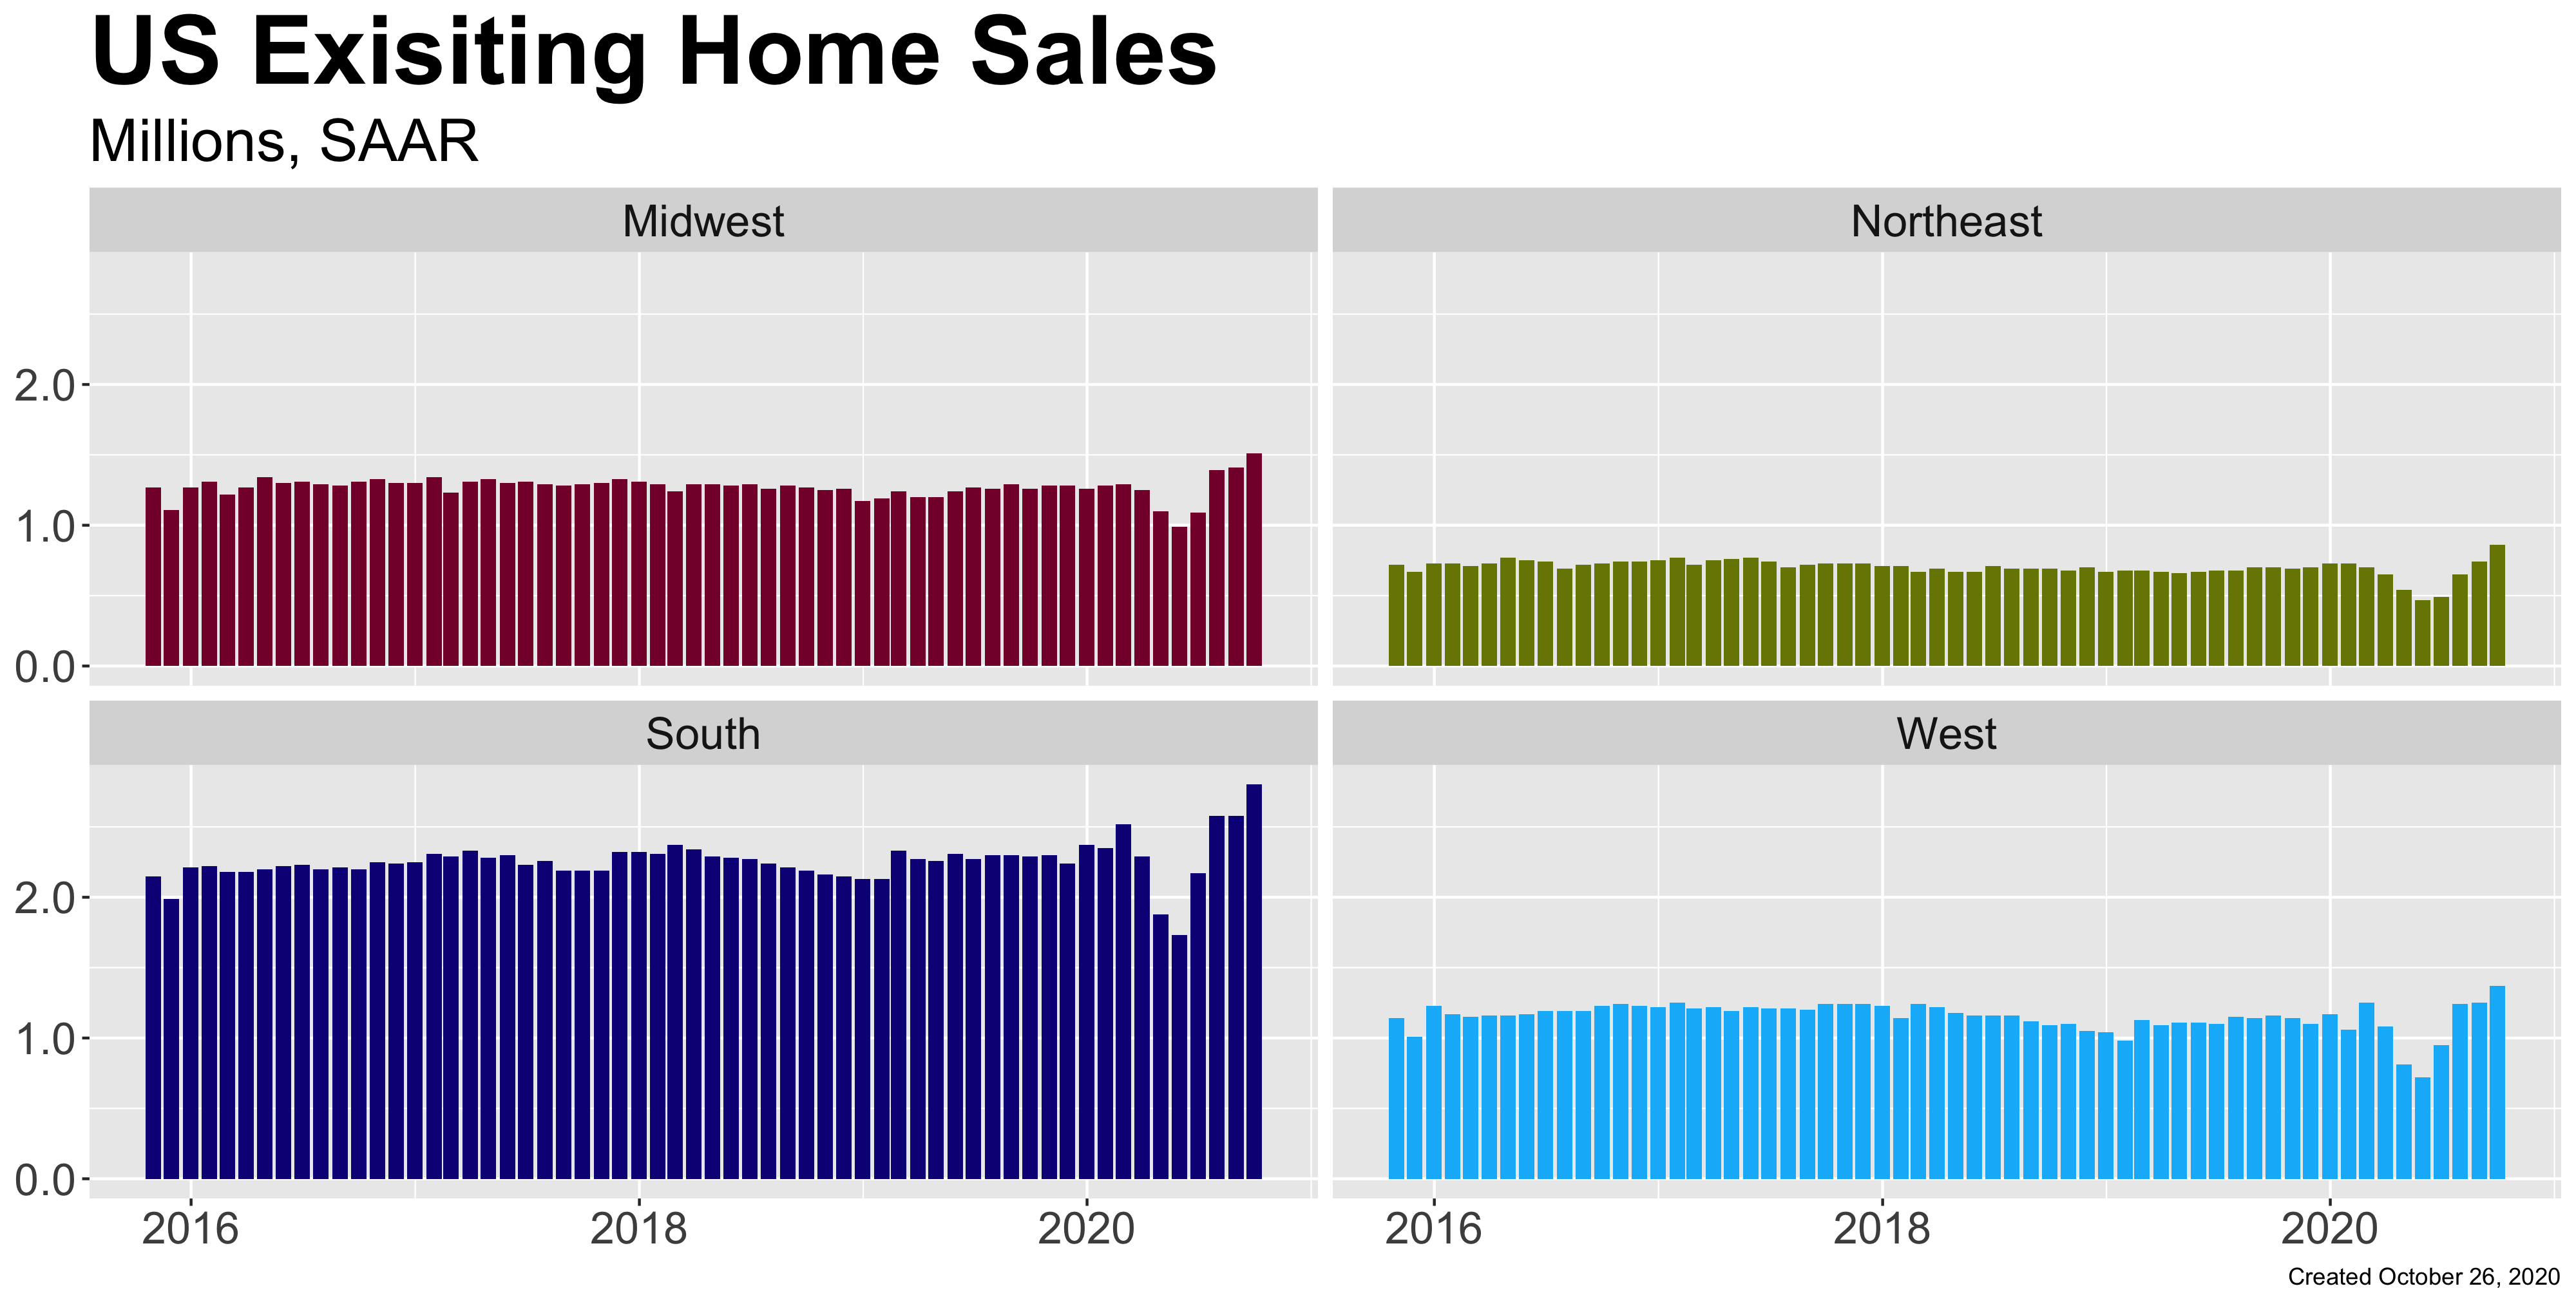 US Exisiting Home Sales
Millions, SAAR
Midwest
Northeast
2.0
1.0
0.0
South
West
2.0
1.0
0.0
2016 2018 2020 2016 2018 2020
Created October 26, 2020